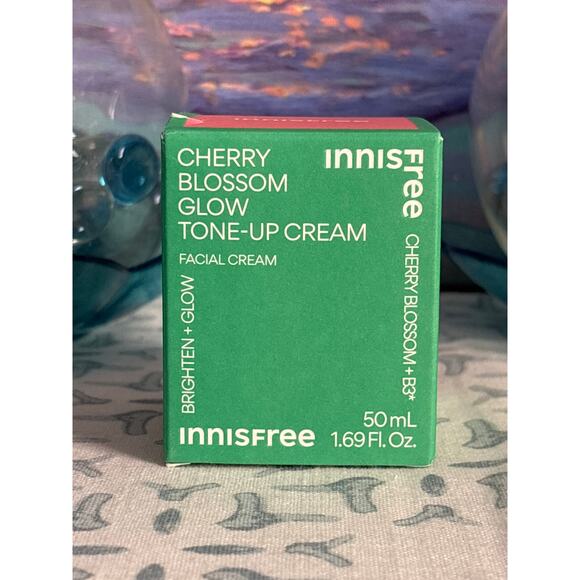 innisfree
CHERRY
BLOSSOM
GLOW
TONE-UP CREAM
FACIAL CREAM
INNISFree
BRIGHTEN + GLOW
CHERRY BLOSSOM + B3*
INNISFree
50 mL
1.69 Fl. Oz.